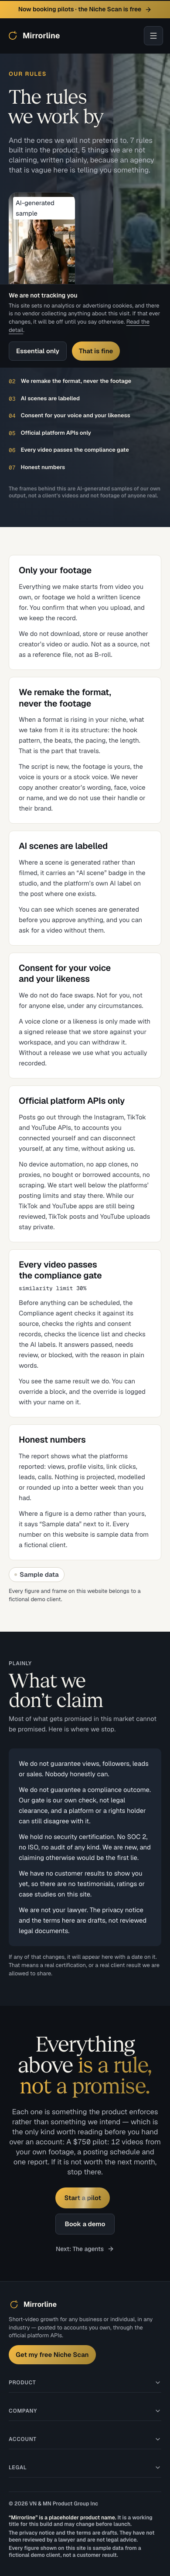 Now booking pilots · the Niche Scan is free →
Mirrorline
OUR RULES
The rules
we work by
And the ones we will not pretend to. 7 rules
built into the product, 5 things we are not
claiming, written plainly, because an agency
that is vague here is telling you something.
AI-generated
sample
We are not tracking you
This site sets no analytics or advertising cookies, and there
is no vendor collecting anything about this visit. If that ever
changes, it will be off until you say otherwise. Read the
detail.
Essential only
That is fine
02 We remake the format, never the footage
03 AI scenes are labelled
04 Consent for your voice and your likeness
05 Official platform APIs only
06 Every video passes the compliance gate
07 Honest numbers
The frames behind this are AI-generated samples of our own
output, not a client's videos and not footage of anyone real.
Only your footage
Everything we make starts from video you
own, or footage we hold a written licence
for. You confirm that when you upload, and
we keep the record.
We do not download, store or reuse another
creator's video or audio. Not as a source, not
as a reference file, not as B-roll.
We remake the format,
never the footage
When a format is rising in your niche, what
we take from it is its structure: the hook
pattern, the beats, the pacing, the length.
That is the part that travels.
The script is new, the footage is yours, the
voice is yours or a stock voice. We never
copy another creator's wording, face, voice
or name, and we do not use their handle or
their brand.
AI scenes are labelled
Where a scene is generated rather than
filmed, it carries an “AI scene” badge in the
studio, and the platform's own AI label on
the post where one exists.
You can see which scenes are generated
before you approve anything, and you can
ask for a video without them.
Consent for your voice
and your likeness
We do not do face swaps. Not for you, not
for anyone else, under any circumstances.
A voice clone or a likeness is only made with
a signed release that we store against your
workspace, and you can withdraw it.
Without a release we use what you actually
recorded.
Official platform APIs only
Posts go out through the Instagram, TikTok
and YouTube APIs, to accounts you
connected yourself and can disconnect
yourself, at any time, without asking us.
No device automation, no app clones, no
proxies, no bought or borrowed accounts, no
scraping. We start well below the platforms'
posting limits and stay there. While our
TikTok and YouTube apps are still being
reviewed, TikTok posts and YouTube uploads
stay private.
Every video passes
the compliance gate
similarity limit 30%
Before anything can be scheduled, the
Compliance agent checks it against its
source, checks the rights and consent
records, checks the licence list and checks
the AI labels. It answers passed, needs
review, or blocked, with the reason in plain
words.
You see the same result we do. You can
override a block, and the override is logged
with your name on it.
Honest numbers
The report shows what the platforms
reported: views, profile visits, link clicks,
leads, calls. Nothing is projected, modelled
or rounded up into a better week than you
had.
Where a figure is a demo rather than yours,
it says “Sample data” next to it. Every
number on this website is sample data from
a fictional client.
Sample data
Every figure and frame on this website belongs to a
fictional demo client.
PLAINLY
What we
don't claim
Most of what gets promised in this market cannot
be promised. Here is where we stop.
We do not guarantee views, followers, leads
or sales. Nobody honestly can.
We do not guarantee a compliance outcome.
Our gate is our own check, not legal
clearance, and a platform or a rights holder
can still disagree with it.
We hold no security certification. No SOC 2,
no ISO, no audit of any kind. We are new, and
claiming otherwise would be the first lie.
We have no customer results to show you
yet, so there are no testimonials, ratings or
case studies on this site.
We are not your lawyer. The privacy notice
and the terms here are drafts, not reviewed
legal documents.
If any of that changes, it will appear here with a date on it.
That means a real certification, or a real client result we are
allowed to share.
Everything
above is a rule,
not a promise.
Each one is something the product enforces
rather than something we intend — which is
the only kind worth reading before you hand
over an account: A $750 pilot: 12 videos from
your own footage, a posting schedule and
one report. If it is not worth the next month,
stop there.
Start a pilot
Book a demo
Next: The agents →
Mirrorline
Short-video growth for any business or individual, in any
industry — posted to accounts you own, through the
official platform APIs.
Get my free Niche Scan
PRODUCT
COMPANY
ACCOUNT
LEGAL
© 2026 VN & MN Product Group Inc
“Mirrorline” is a placeholder product name. It is a working
title for this build and may change before launch.
The privacy notice and the terms are drafts. They have not
been reviewed by a lawyer and are not legal advice.
Every figure shown on this site is sample data from a
fictional demo client, not a customer result.